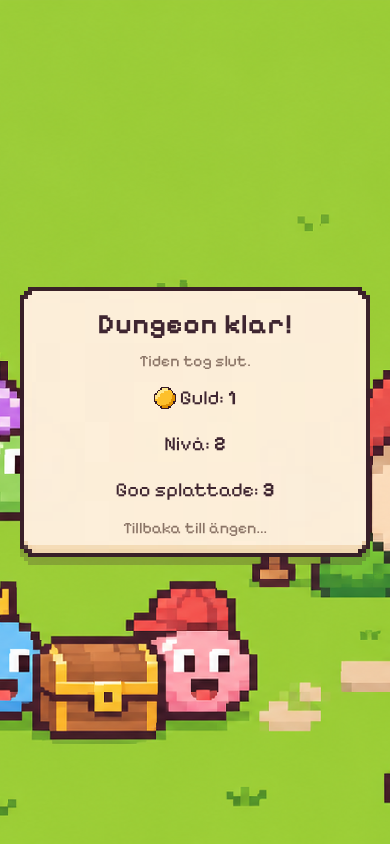 Dungeon klar!
Tiden tog slut.
Guld: 1
Nivå: 2
Goo splattade: 3
Tillbaka till ängen...